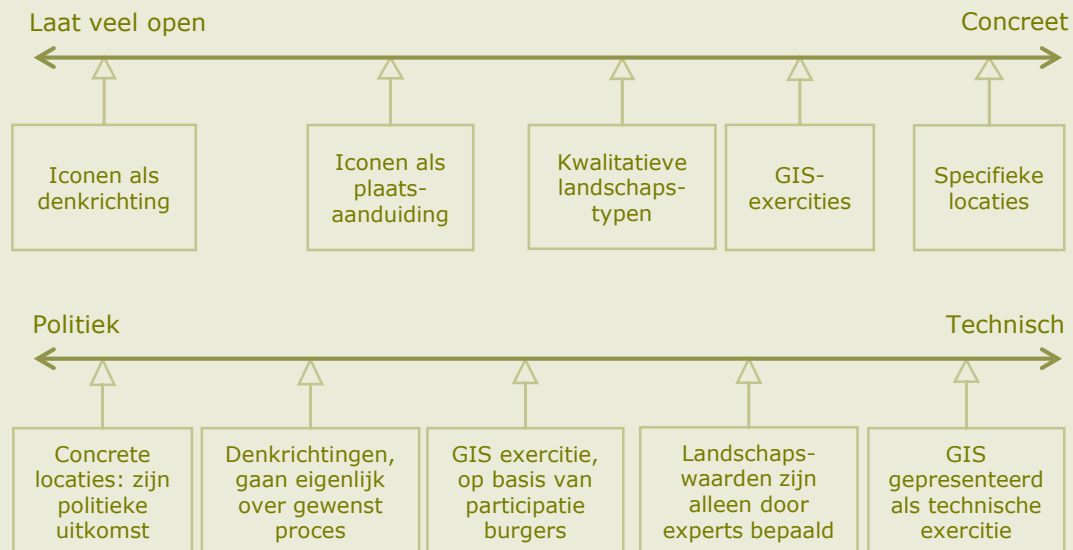 Laat veel open
Concreet
Iconen als
denkrichting
Iconen als
plaats-
aanduiding
Kwalitatieve
landschaps-
typen
GIS-
exercities
Specifieke
locaties
Politiek
Technisch
Concrete
locaties: zijn
politieke
uitkomst
Denkrichtingen,
gaan eigenlijk
over gewenst
proces
GIS exercitie,
op basis van
participatie
burgers
Landschaps-
waarden zijn
alleen door
experts bepaald
GIS
gepresenteerd
als technische
exercitie